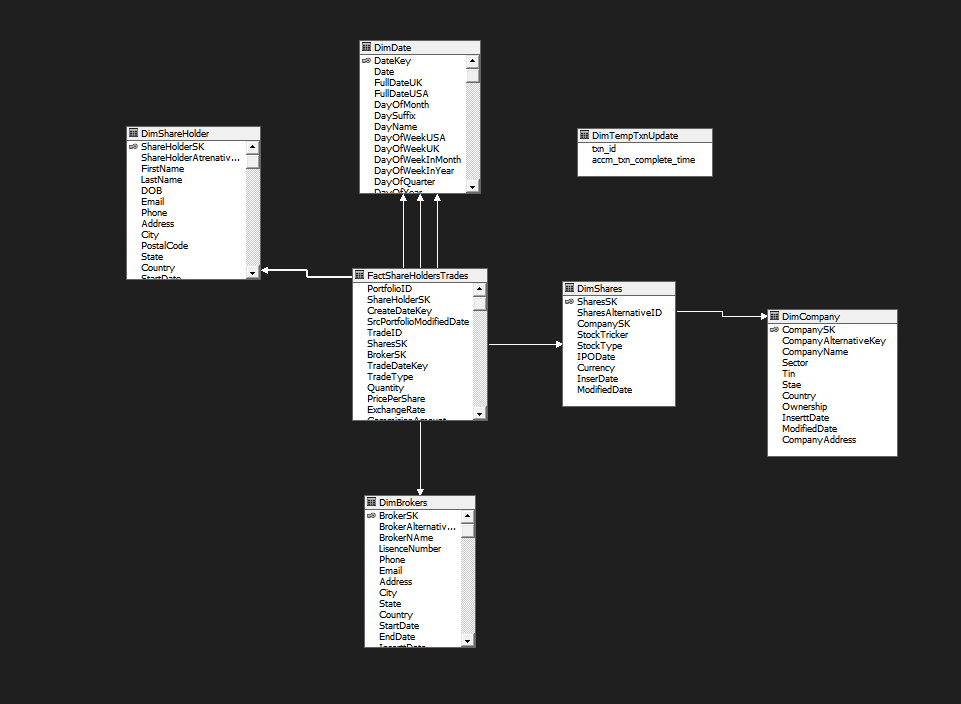 DimDate
DateKey
Date
FullDateUK
FullDateUSA
DayOfMonth
DaySuffix
DayName
DayOfWeekUSA
DayOfWeekUK
DayOfWeekInMonth
DayOfWeekInYear
DayOfQuarter
DayOfYear
DimShareHolder
ShareHolderSK
ShareHolderAtrenativ...
FirstName
LastName
DOB
Email
Phone
Address
City
PostalCode
State
Country
StartDate
DimTempTxnUpdate
txn_id
accm_txn_complete_time
FactShareHoldersTrades
PortfolioID
ShareHolderSK
CreateDateKey
SrcPortfolioModifiedDate
TradeID
SharesSK
BrokerSK
TradeDateKey
TradeType
Quantity
PricePerShare
ExchangeRate
DimShares
SharesSK
SharesAlternativeID
CompanySK
StockTricker
StockType
IPODate
Currency
InserDate
ModifiedDate
DimCompany
CompanySK
CompanyAlternativeKey
CompanyName
Sector
Tin
Stae
Country
Ownership
InserttDate
ModifiedDate
CompanyAddress
DimBrokers
BrokerSK
BrokerAlternativ...
BrokerNAme
LisenceNumber
Phone
Email
Address
City
State
Country
StartDate
EndDate
InserttDate